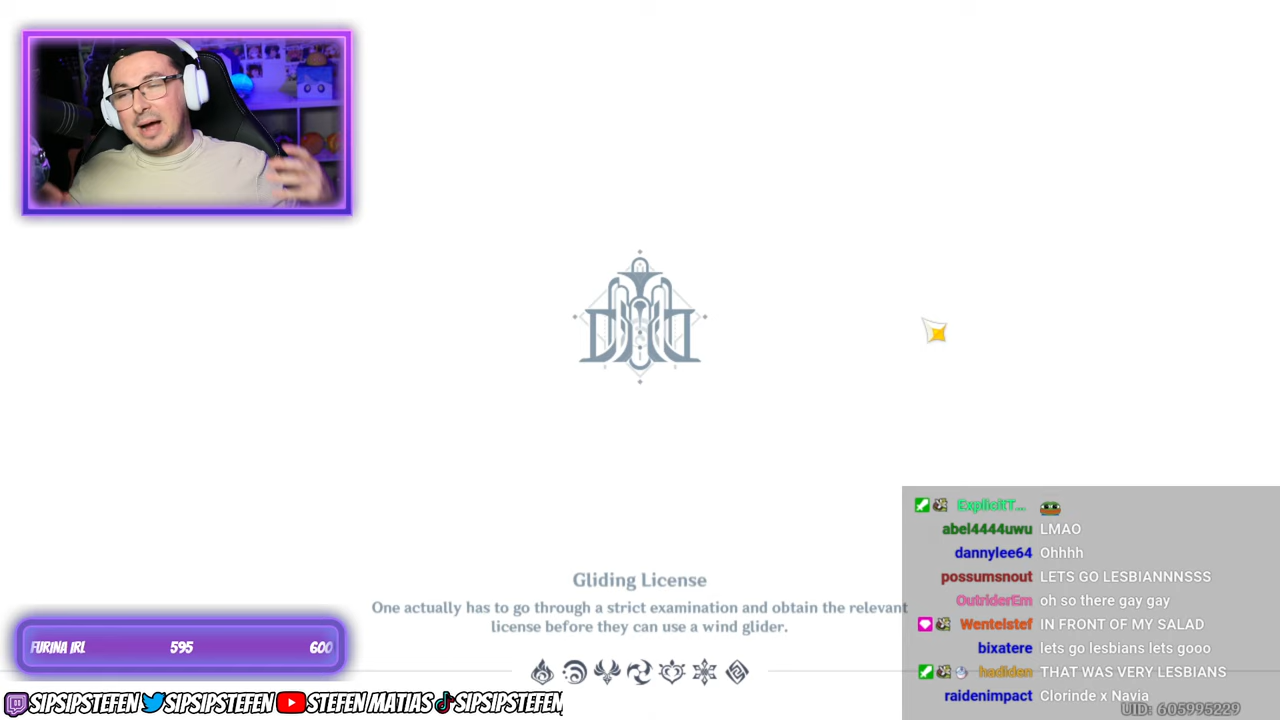 Gliding License
One actually has to go through a strict examination and obtain the relevant
license before they can use a wind glider.
ExplicitT...
abel4444uwu LMAO
dannylee64 Ohhhh
possumsnout LETS GO LESBIANNNSSS
OutriderEm oh so there gay gay
Wentelstef IN FRONT OF MY SALAD
bixatere lets go lesbians lets gooo
hadiden THAT WAS VERY LESBIANS
raidenimpact Clorinde x Navia
UID: 605995229
FURINA IRL 595 600
SIPSIPSTEFEN SIPSIPSTEFEN STEFEN MATIAS SIPSIPSTEFEN